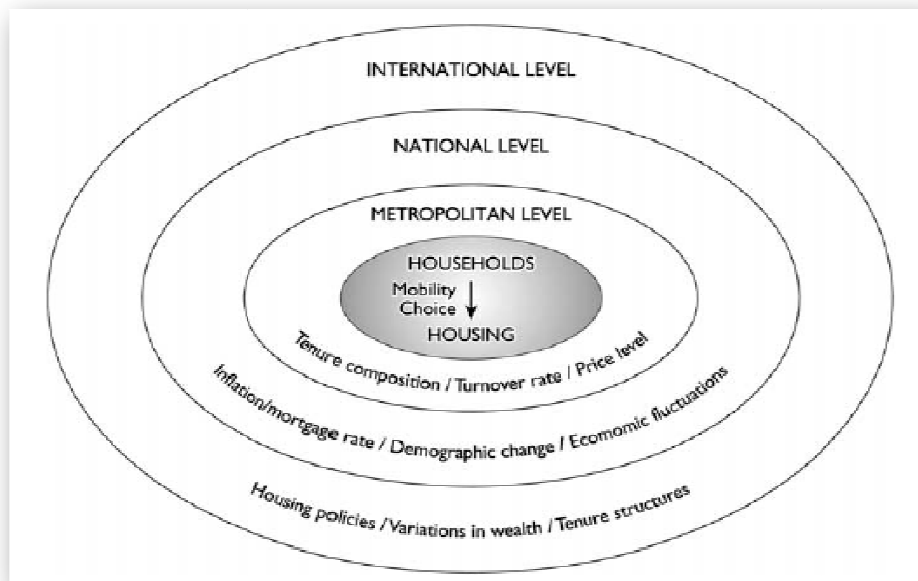 INTERNATIONAL LEVEL
NATIONAL LEVEL
METROPOLITAN LEVEL
HOUSEHOLDS
Mobility
Choice
HOUSING
Tenure composition / Turnover rate / Price level
Inflation/mortgage rate / Demographic change / Ecomomic fluctuations
Housing policies / Variations in wealth / Tenure structures